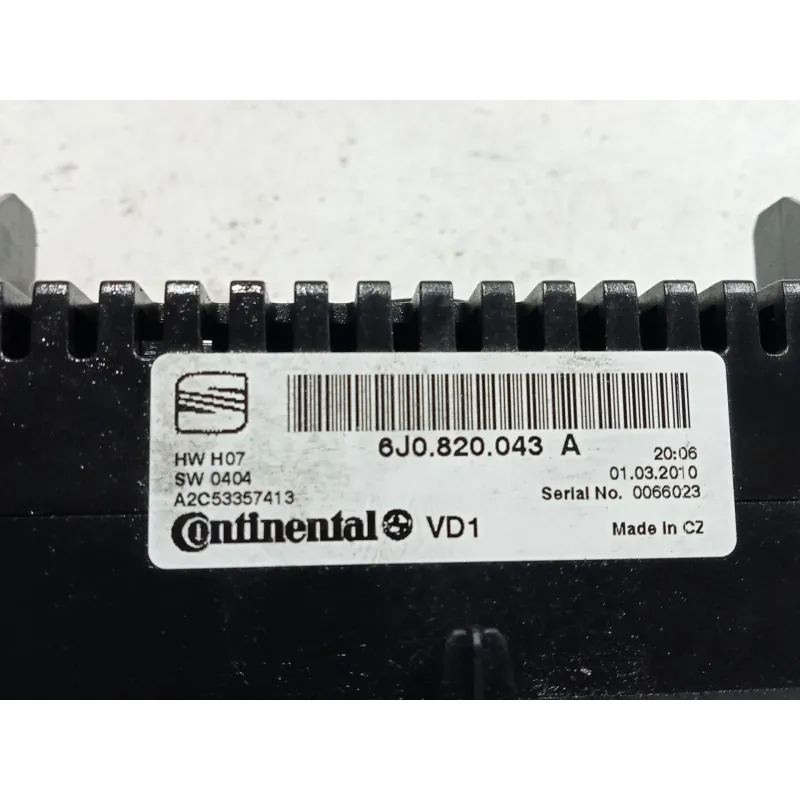 6J0.820.043 A
HW H07
SW 0404
A2C53357413
20:06
01.03.2010
Serial No. 0066023
Continental VD1
Made in CZ